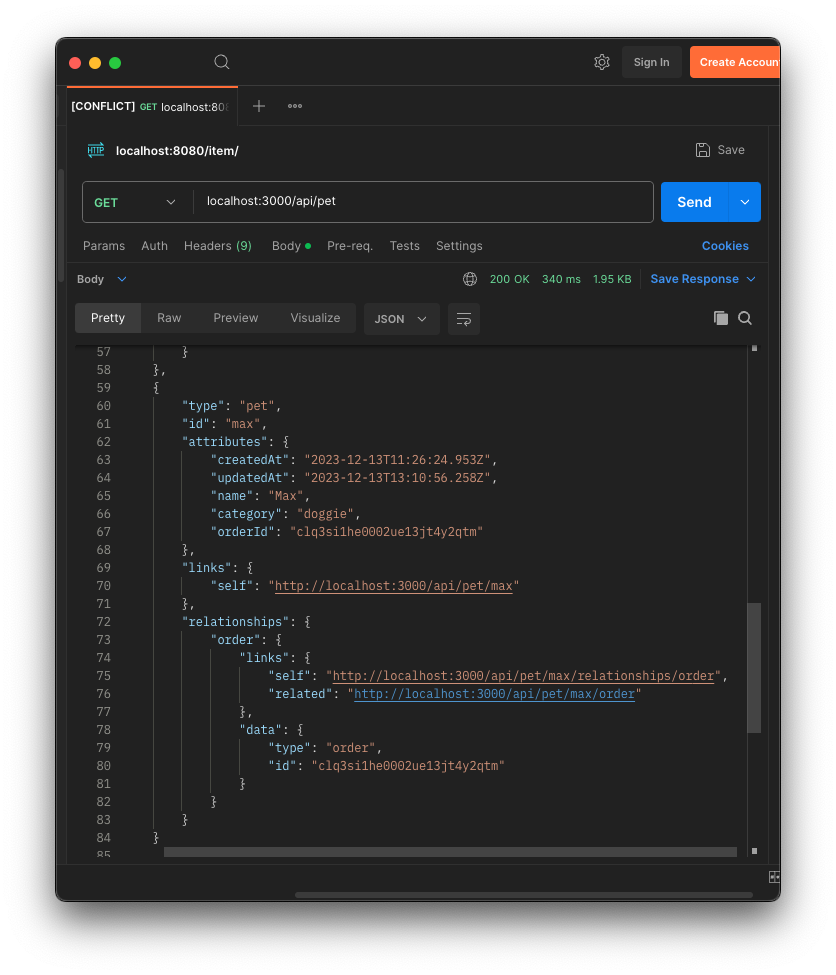 Sign In
Create Accoun
[CONFLICT] GET localhost:808
HTTP localhost:8080/item/
Save
GET
localhost:3000/api/pet
Send
Params Auth Headers (9) Body Pre-req. Tests Settings
Cookies
Body
200 OK 340 ms 1.95 KB Save Response
Pretty Raw Preview Visualize JSON
57 }
58 },
59 {
60 "type": "pet",
61 "id": "max",
62 "attributes": {
63 "createdAt": "2023-12-13T11:26:24.953Z",
64 "updatedAt": "2023-12-13T13:10:56.258Z",
65 "name": "Max",
66 "category": "doggie",
67 "orderId": "clq3si1he0002ue13jt4y2qtm"
68 },
69 "links": {
70 "self": "http://localhost:3000/api/pet/max"
71 },
72 "relationships": {
73 "order": {
74 "links": {
75 "self": "http://localhost:3000/api/pet/max/relationships/order",
76 "related": "http://localhost:3000/api/pet/max/order"
77 },
78 "data": {
79 "type": "order",
80 "id": "clq3si1he0002ue13jt4y2qtm"
81 }
82 }
83 }
84 }
85